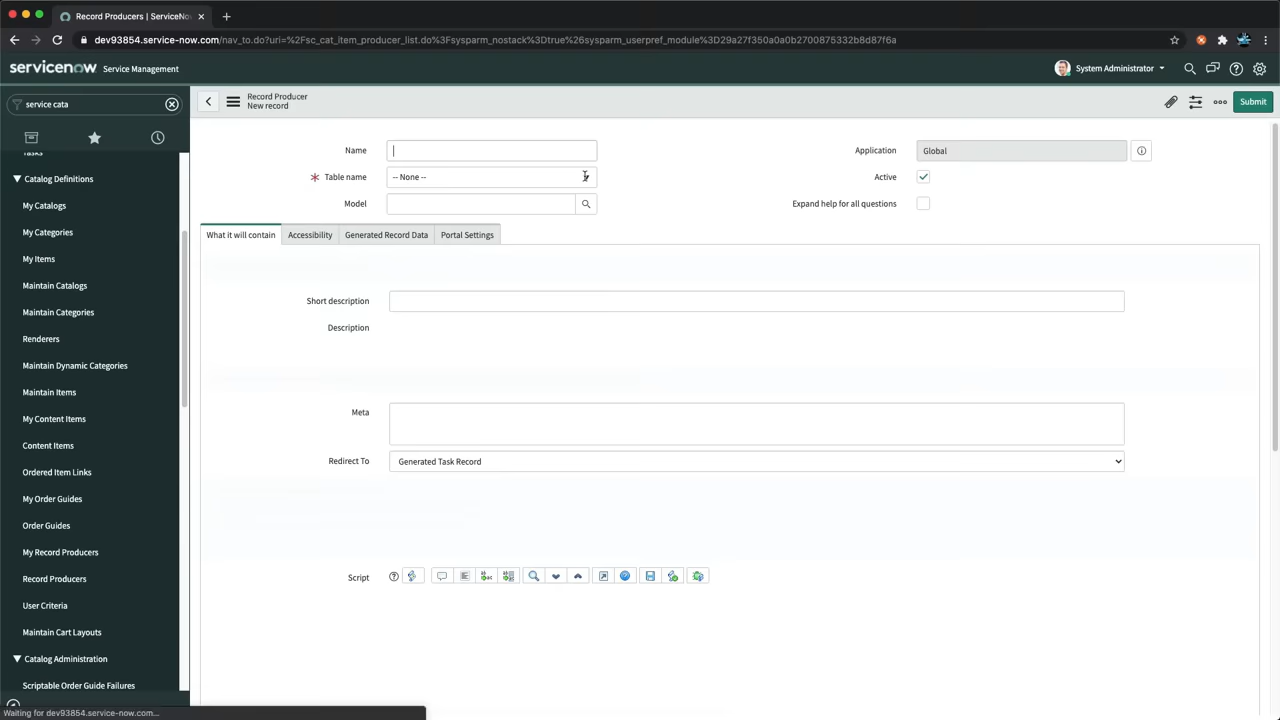 Record Producers | ServiceNow
dev93854.service-now.com/nav_to.do?uri=%2Fsc_cat_item_producer_list.do%3Fsysparm_nostack%3Dtrue%26sysparm_userpref_module%3D29a27f350a0a0b2700875332b8d87f6a
servicenow Service Management
System Administrator
service cata
Record Producer
New record
Submit
Tasks
Catalog Definitions
My Catalogs
My Categories
My Items
Maintain Catalogs
Maintain Categories
Renderers
Maintain Dynamic Categories
Maintain Items
My Content Items
Content Items
Ordered Item Links
My Order Guides
Order Guides
My Record Producers
Record Producers
User Criteria
Maintain Cart Layouts
Catalog Administration
Scriptable Order Guide Failures
Name
Application Global
Table name -- None --
Active
Model
Expand help for all questions
What it will contain Accessibility Generated Record Data Portal Settings
Short description
Description
Meta
Redirect To Generated Task Record
Script
Waiting for dev93854.service-now.com...